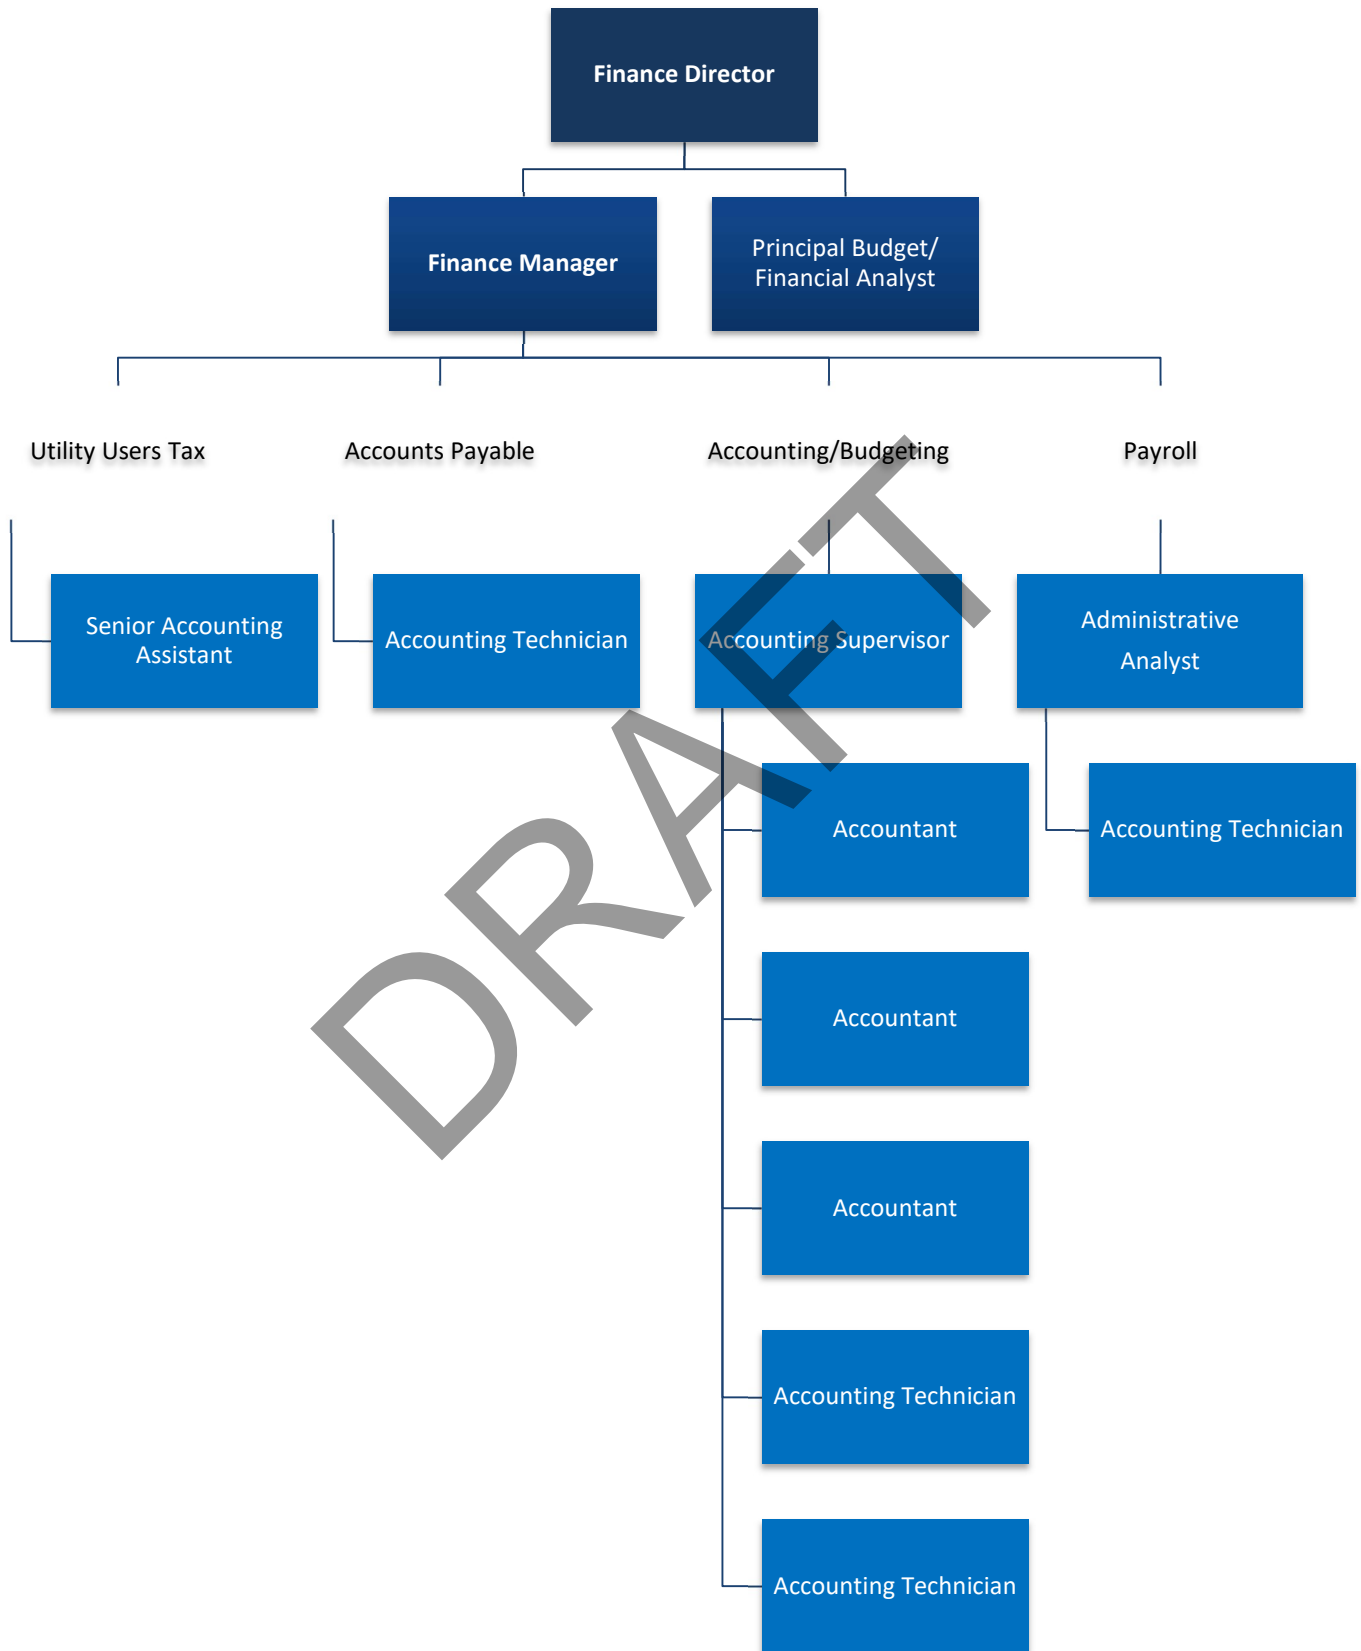 Finance Director
Finance Manager
Principal Budget/
Financial Analyst
Utility Users Tax
Accounts Payable
Accounting/Budgeting
Payroll
Senior Accounting
Assistant
Accounting Technician
Accounting Supervisor
Administrative
Analyst
Accountant
Accounting Technician
Accountant
Accountant
Accounting Technician
Accounting Technician
DRAFT